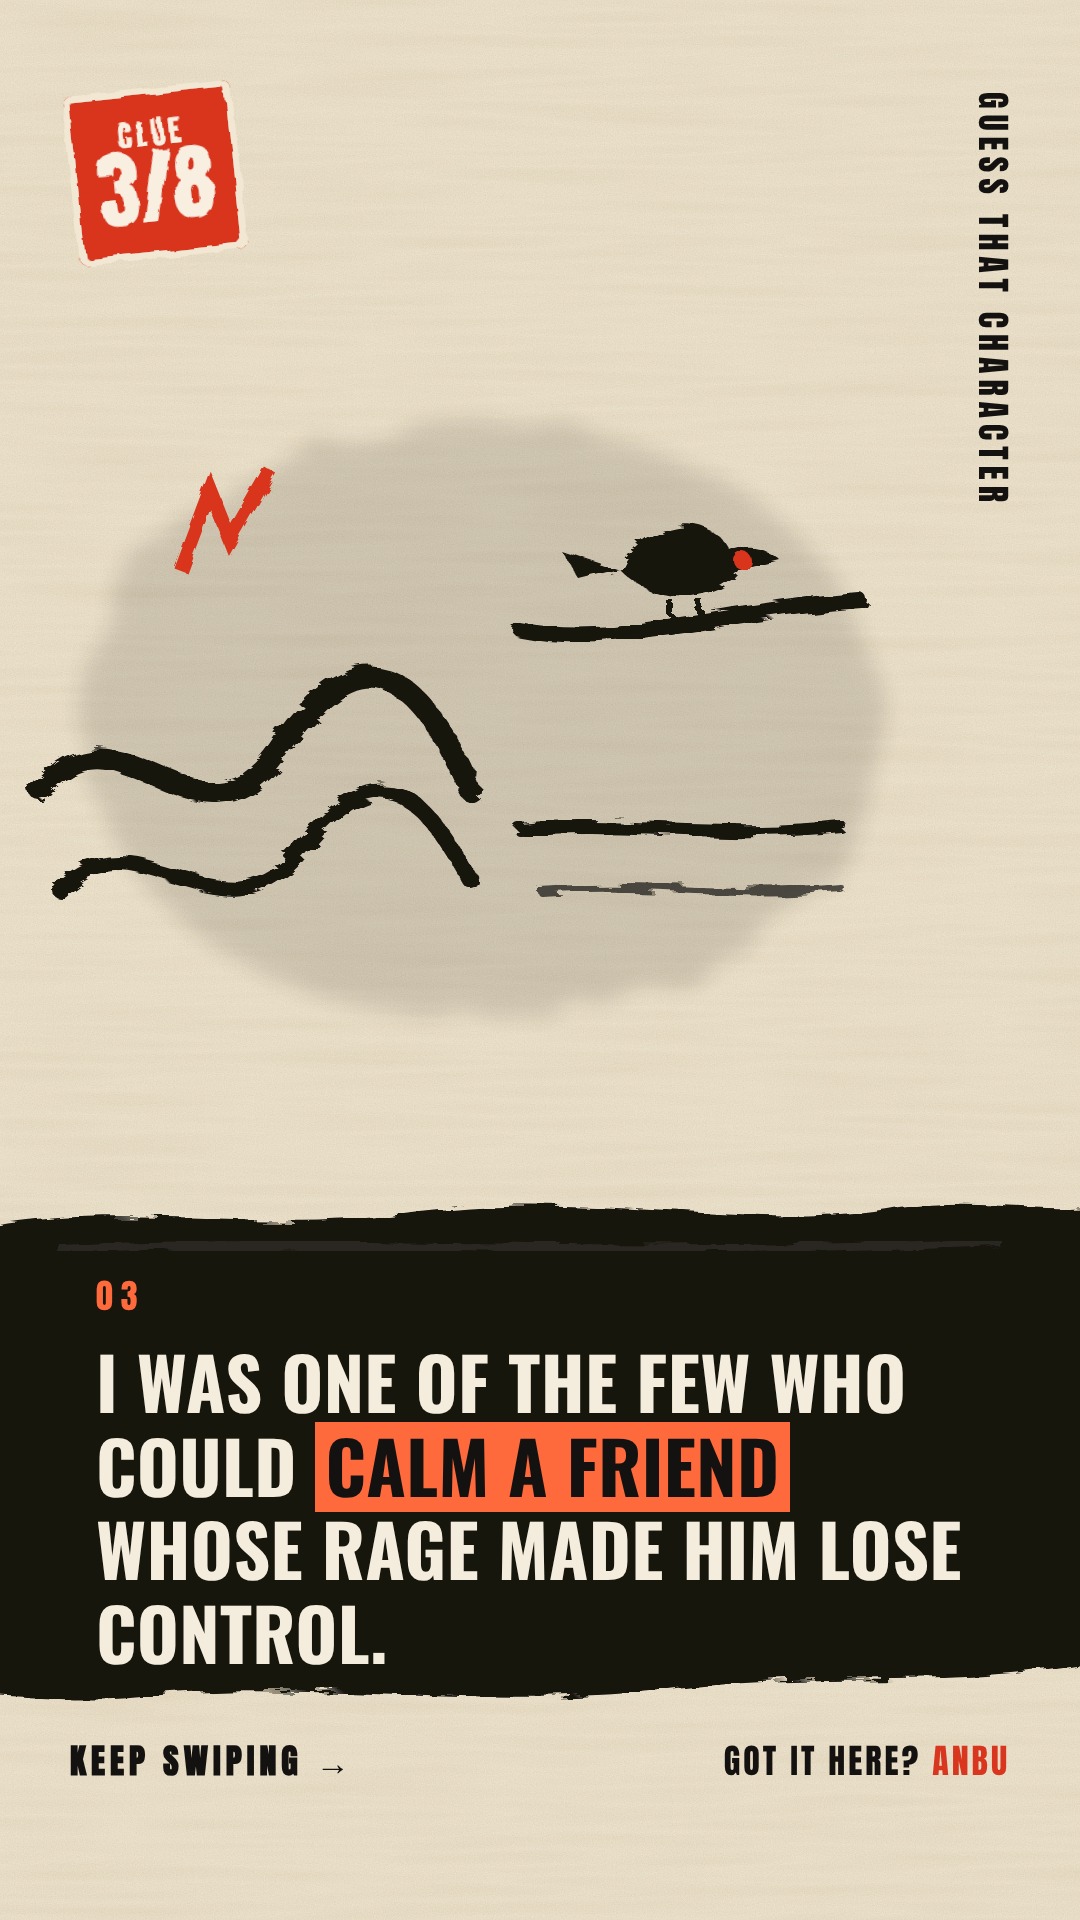 CLUE
3/8
GUESS THAT CHARACTER
03
I WAS ONE OF THE FEW WHO
COULD CALM A FRIEND
WHOSE RAGE MADE HIM LOSE
CONTROL.
KEEP SWIPING →
GOT IT HERE? ANBU